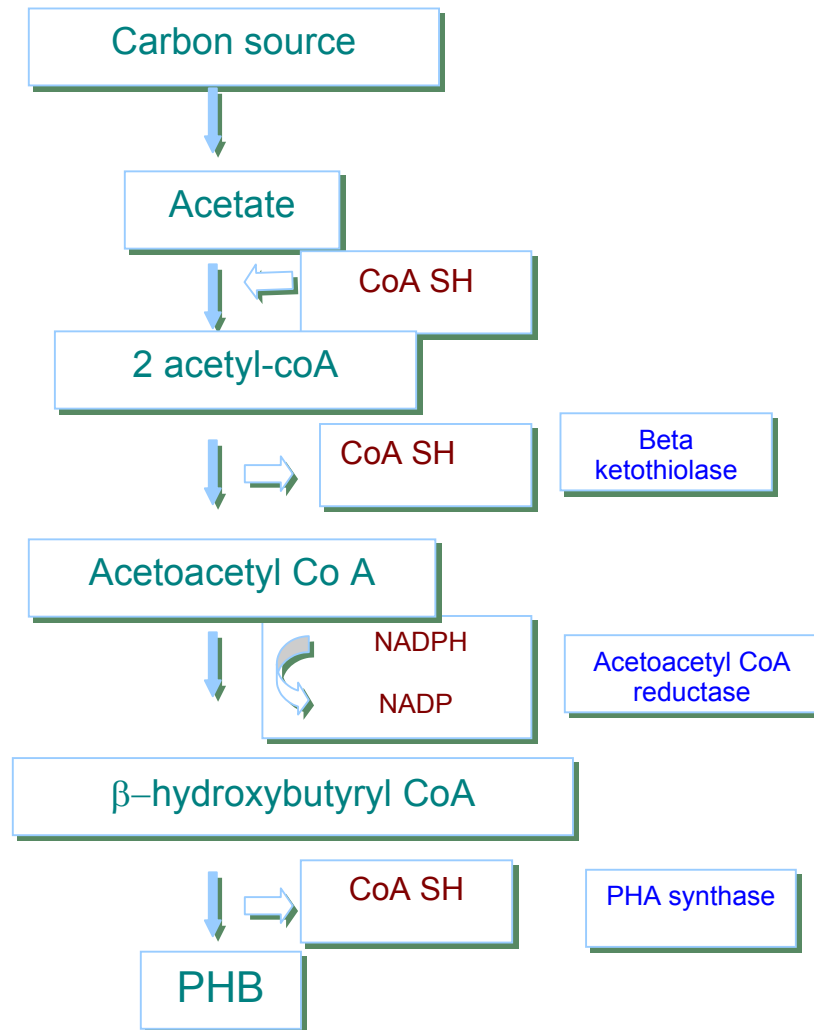 Carbon source
Acetate
CoA SH
2 acetyl-coA
CoA SH
Beta
ketothiolase
Acetoacetyl Co A
NADPH
NADP
Acetoacetyl CoA
reductase
β–hydroxybutyryl CoA
CoA SH
PHA synthase
PHB